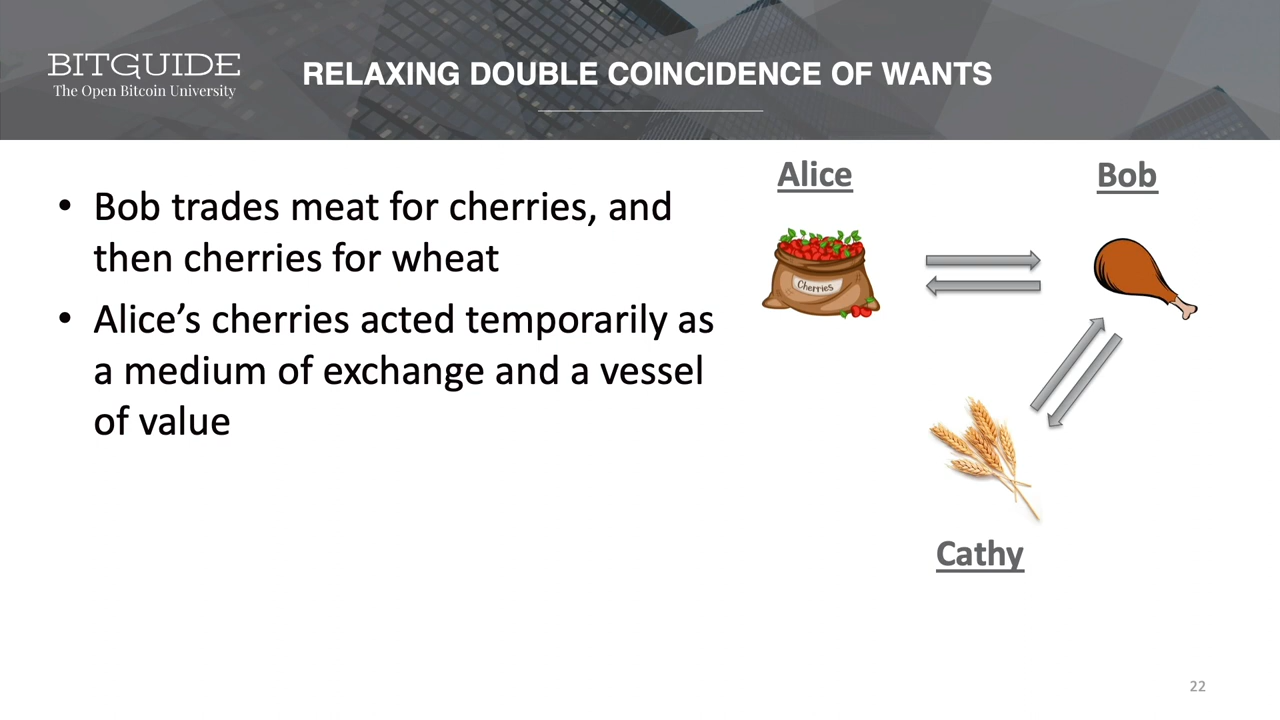 BITGUIDE
The Open Bitcoin University
RELAXING DOUBLE COINCIDENCE OF WANTS
• Bob trades meat for cherries, and
then cherries for wheat
• Alice’s cherries acted temporarily as
a medium of exchange and a vessel
of value
Alice
Bob
Cherries
Cathy
22